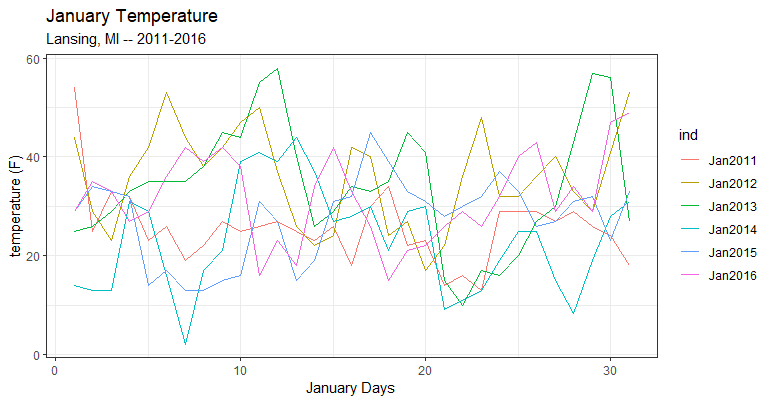 January Temperature
Lansing, MI -- 2011-2016
60
40
20
0
temperature (F)
0 10 20 30
January Days
ind
Jan2011
Jan2012
Jan2013
Jan2014
Jan2015
Jan2016